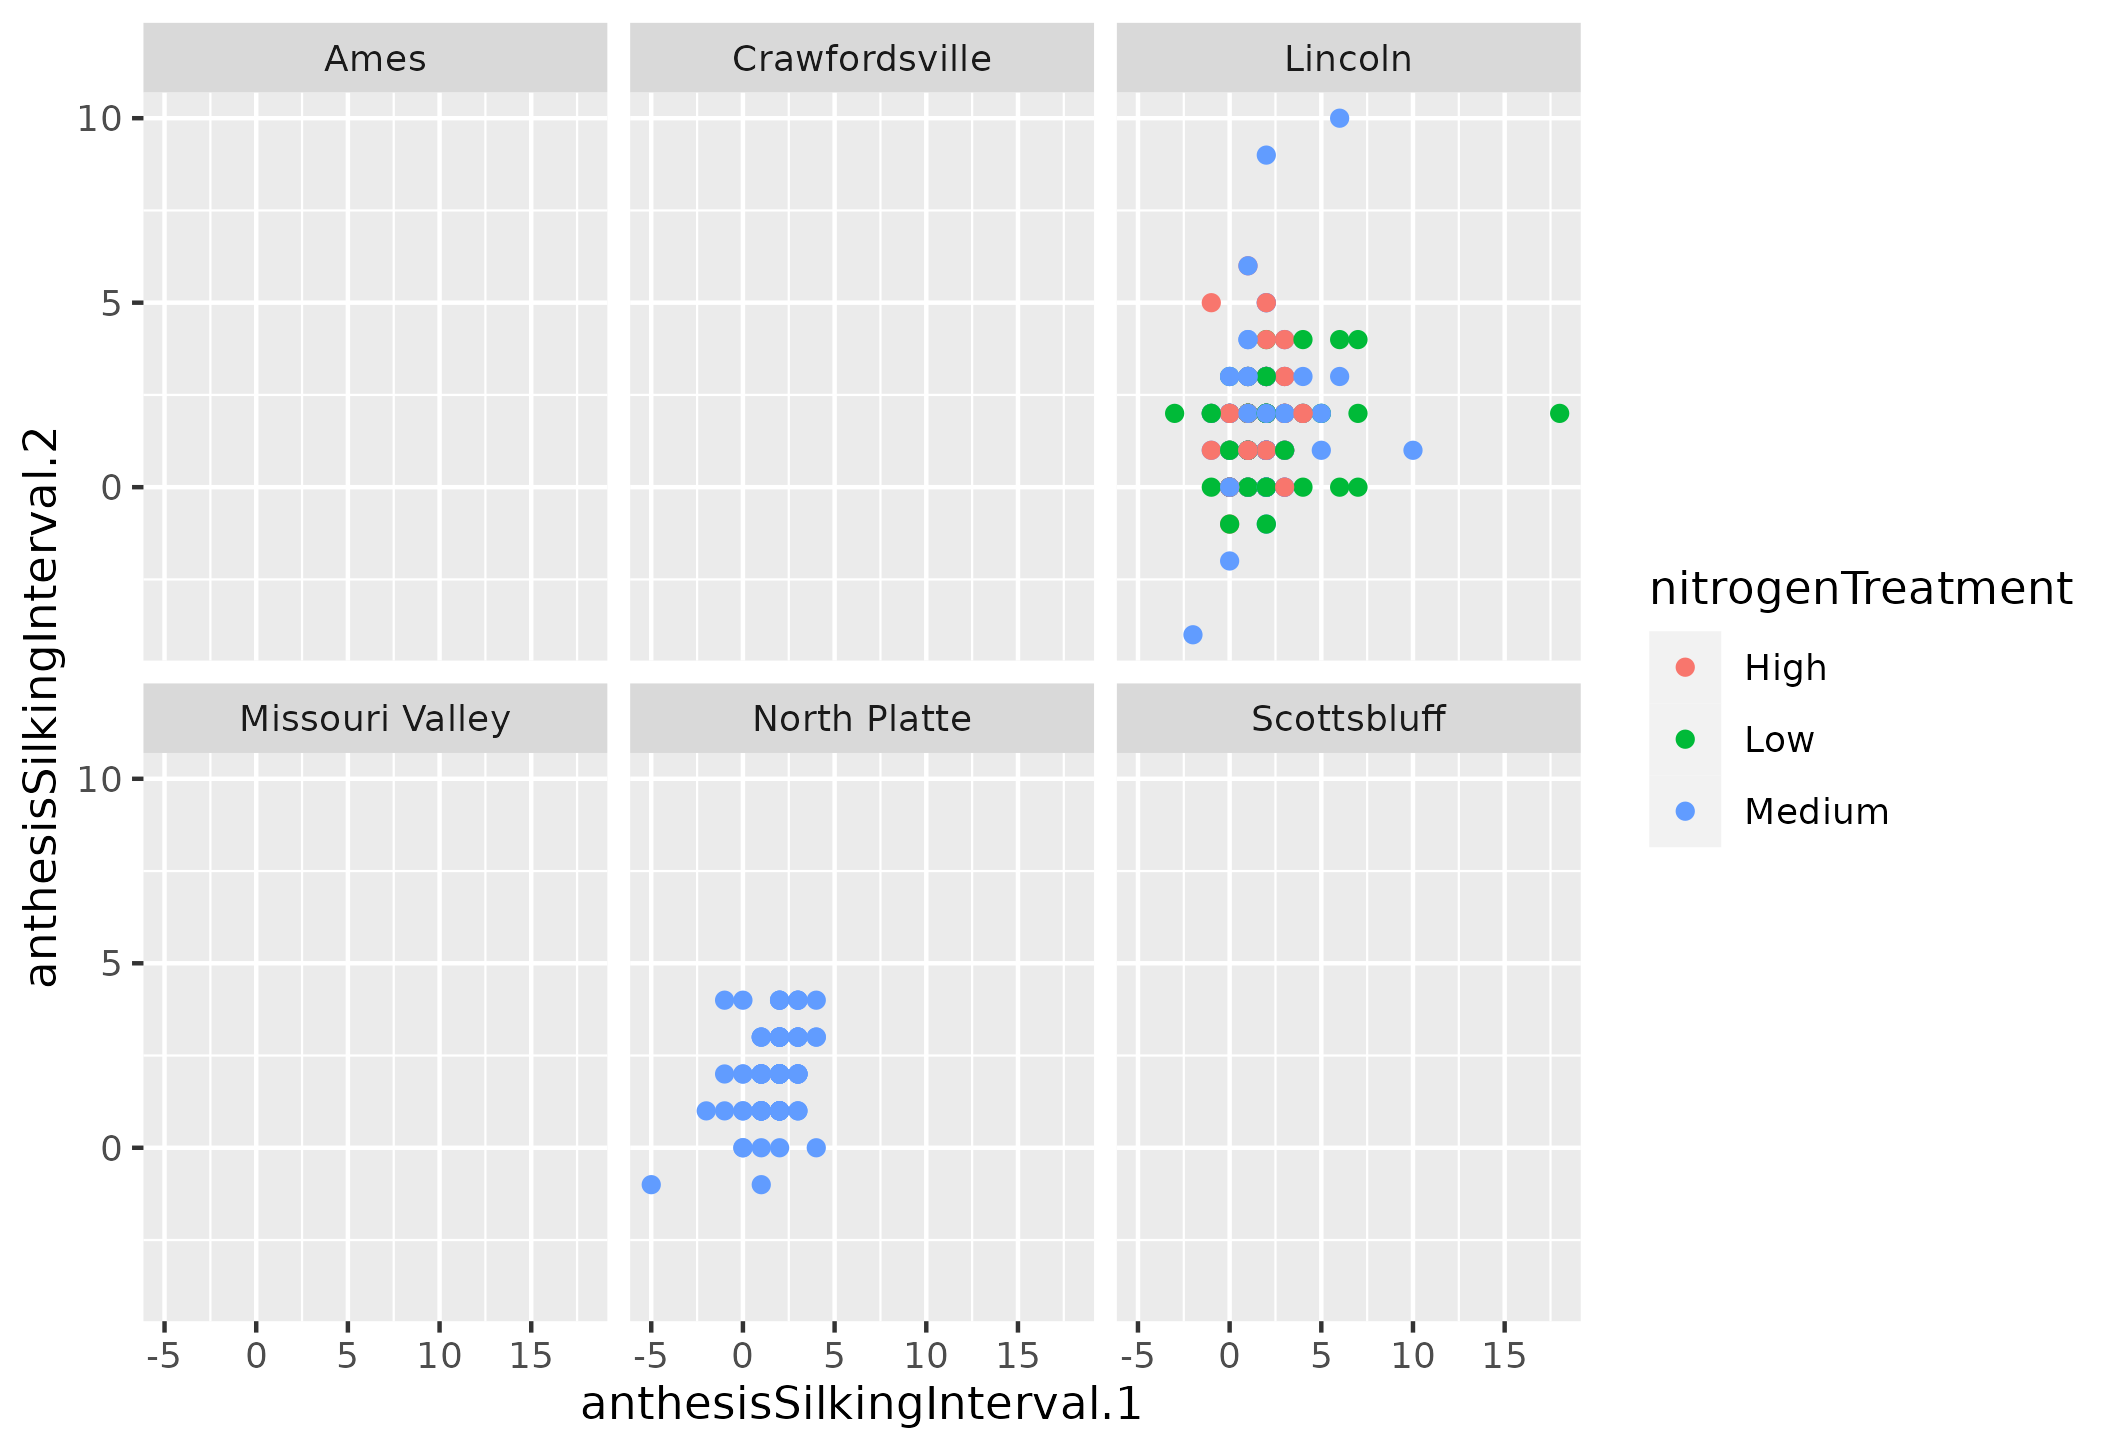 Ames
Crawfordsville
Lincoln
10
5
0
Missouri Valley
North Platte
Scottsbluff
10
5
0
-5 0 5 10 15
-5 0 5 10 15
-5 0 5 10 15
anthesisSilkingInterval.1
anthesisSilkingInterval.2
nitrogenTreatment
High
Low
Medium